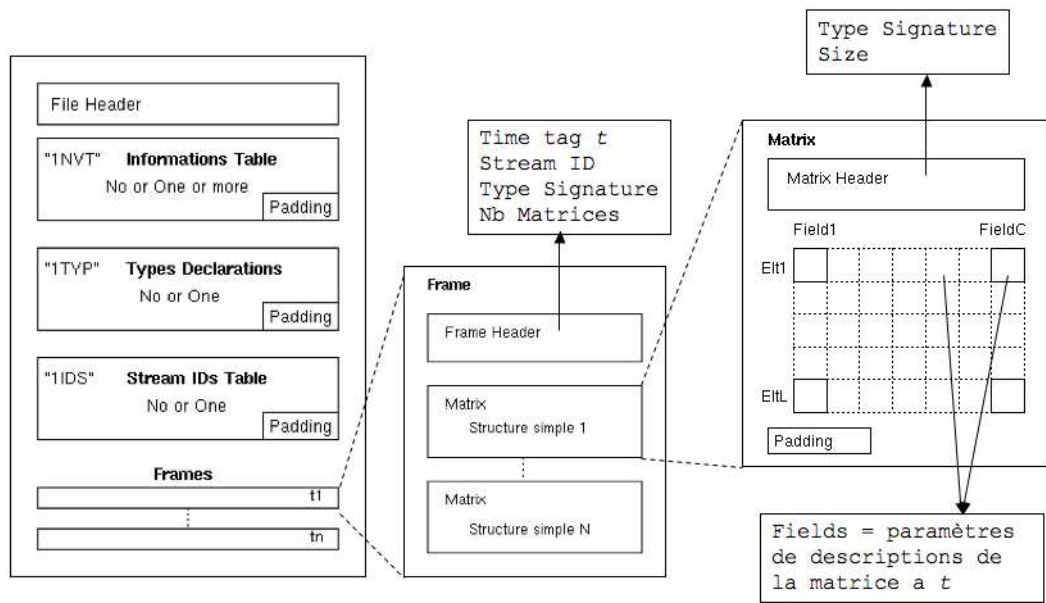 File Header
"1NVT" Informations Table
No or One or more
Padding
"1TYP" Types Declarations
No or One
Padding
"1IDS" Stream IDs Table
No or One
Padding
Frames
t1
tn
Time tag t
Stream ID
Type Signature
Nb Matrices
Frame
Frame Header
Matrix
Structure simple 1
Matrix
Structure simple N
Type Signature
Size
Matrix
Matrix Header
Field1 FieldC
Elt1
EltL
Padding
Fields = paramètres
de descriptions de
la matrice a t